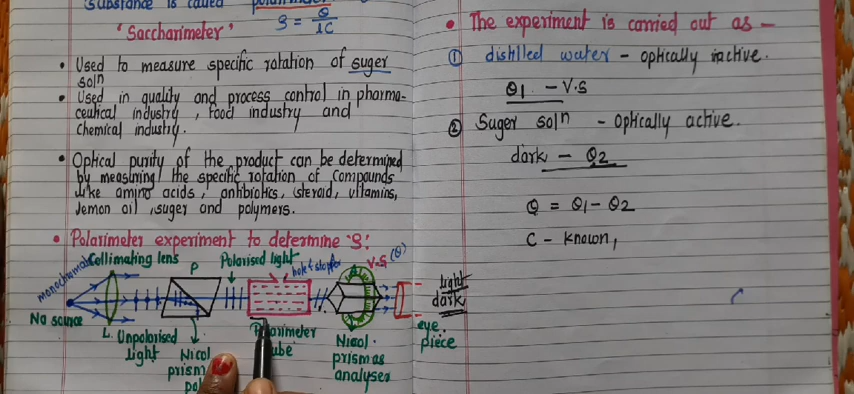 Substance is called
'Saccharimeter'
S = θ / lC
• Used to measure specific rotation of suger
soln
• Used in quality and process control in pharma-
ceutical industry, Food industry and
Chemical industry.
• Optical purity of the product can be determined
by measuring the specific rotation of compounds
like amino acids, antibiotics, steroid, vitamins,
lemon oil, suger and polymers.
• Polarimeter experiment to determine 'S'.
monochromatic
Collimating lens
P
Polarised light
hole & stopper
V.S (θ)
Na source
L
Unpolarised
light
Nicol
prism
pol
Polarimeter
tube
Nicol
prism as
analyser
light
dark
eye
piece
• The experiment is carried out as –
① distilled water – optically inactive.
θ1 – V.S
② Suger soln – optically active.
dark – θ2
θ = θ1 – θ2
C – known,